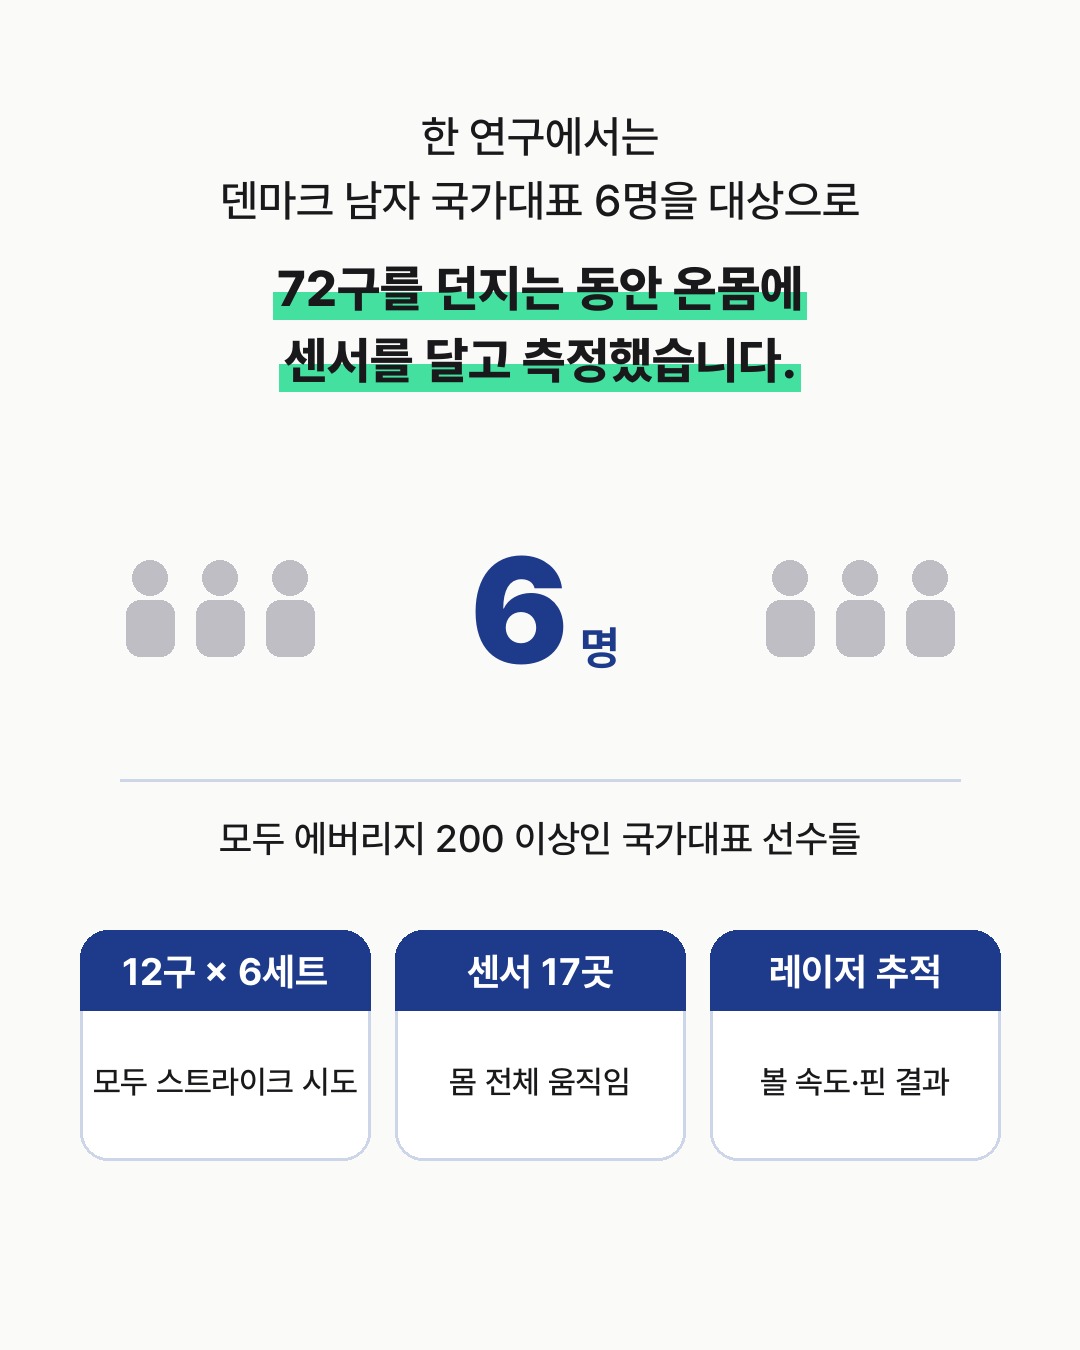 한 연구에서는
덴마크 남자 국가대표 6명을 대상으로
72구를 던지는 동안 온몸에
센서를 달고 측정했습니다.
6명
모두 에버리지 200 이상인 국가대표 선수들
12구 × 6세트
모두 스트라이크 시도
센서 17곳
몸 전체 움직임
레이저 추적
볼 속도·핀 결과